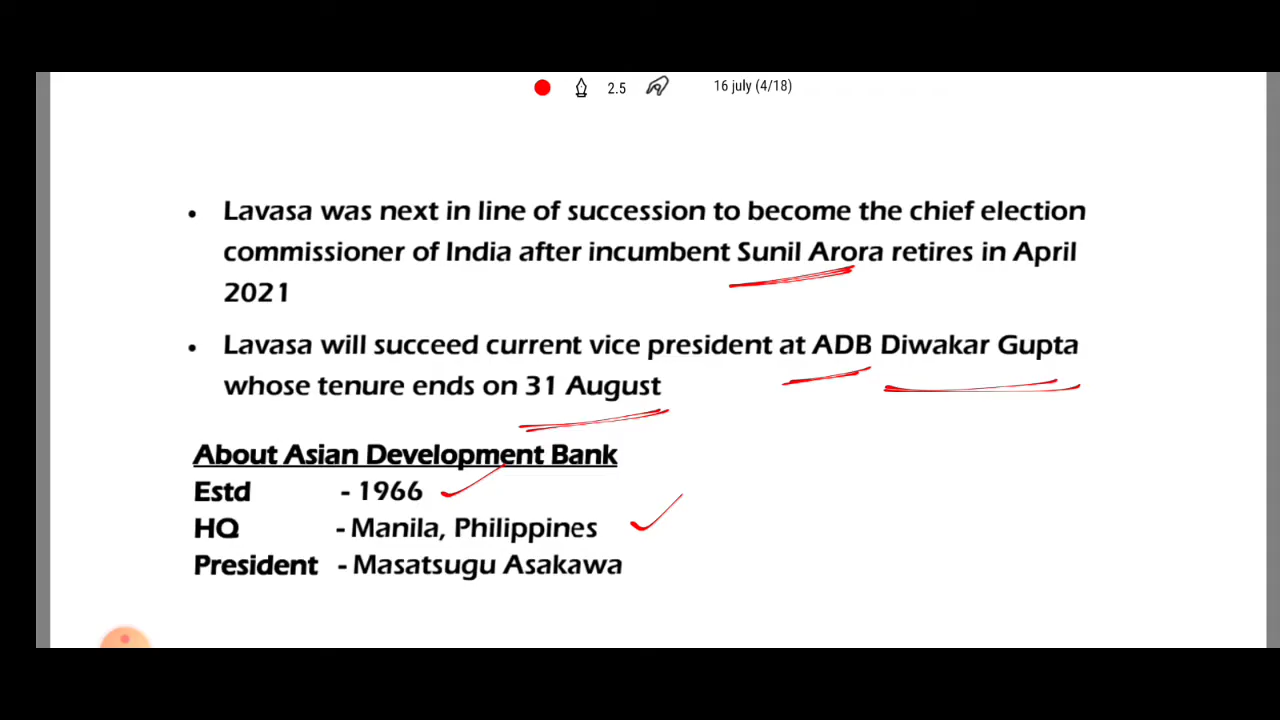 2.5 16 july (4/18)
• Lavasa was next in line of succession to become the chief election
commissioner of India after incumbent Sunil Arora retires in April
2021
• Lavasa will succeed current vice president at ADB Diwakar Gupta
whose tenure ends on 31 August
About Asian Development Bank
Estd - 1966
HQ - Manila, Philippines
President - Masatsugu Asakawa